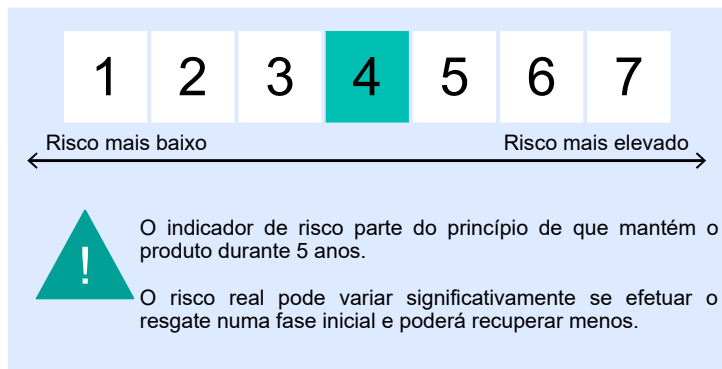 1 2 3 4 5 6 7
Risco mais baixo Risco mais elevado
!
O indicador de risco parte do princípio de que mantém o
produto durante 5 anos.
O risco real pode variar significativamente se efetuar o
resgate numa fase inicial e poderá recuperar menos.